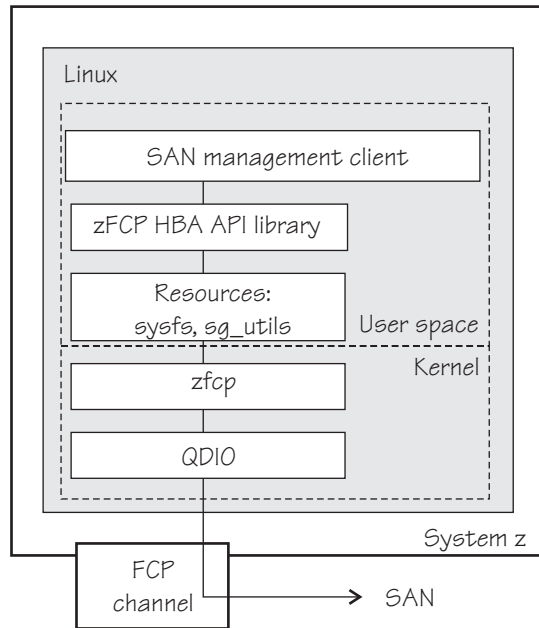 Linux
SAN management client
zFCP HBA API library
Resources:
sysfs, sg_utils
User space
Kernel
zfcp
QDIO
System z
FCP
channel
SAN